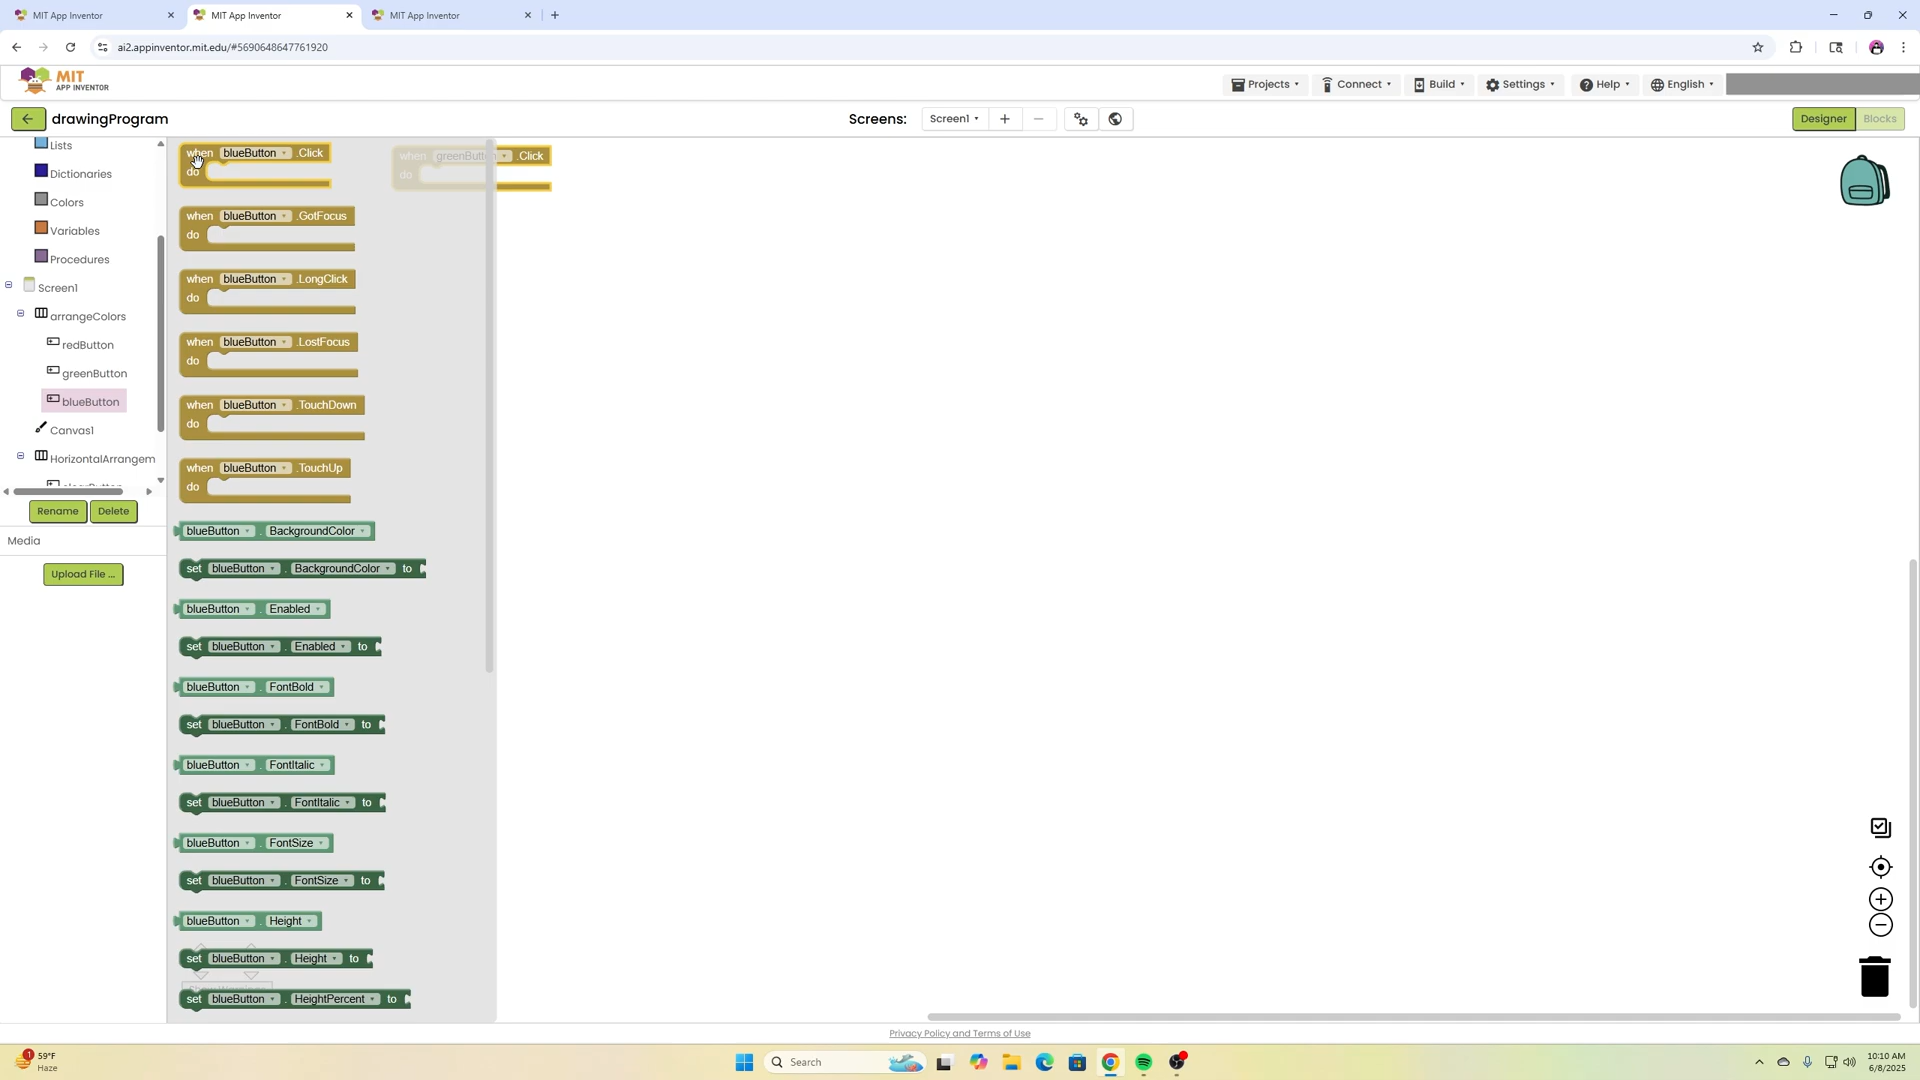 MIT App Inventor
MIT App Inventor
MIT App Inventor
ai2.appinventor.mit.edu/#5690648647761920
MIT
APP INVENTOR
Projects
Connect
Build
Settings
Help
English
drawingProgram
Screens:
Screen1
Designer
Blocks
Lists
Dictionaries
Colors
Variables
Procedures
Screen1
arrangeColors
redButton
greenButton
blueButton
Canvas1
HorizontalArrangem
Rename
Delete
Media
Upload File ...
when blueButton .Click
do
when blueButton .GotFocus
do
when blueButton .LongClick
do
when blueButton .LostFocus
do
when blueButton .TouchDown
do
when blueButton .TouchUp
do
blueButton . BackgroundColor
set blueButton . BackgroundColor to
blueButton . Enabled
set blueButton . Enabled to
blueButton . FontBold
set blueButton . FontBold to
blueButton . FontItalic
set blueButton . FontItalic to
blueButton . FontSize
set blueButton . FontSize to
blueButton . Height
set blueButton . Height to
set blueButton . HeightPercent to
when greenButton .Click
do
Privacy Policy and Terms of Use
1
59°F
Haze
Search
10:10 AM
6/8/2025